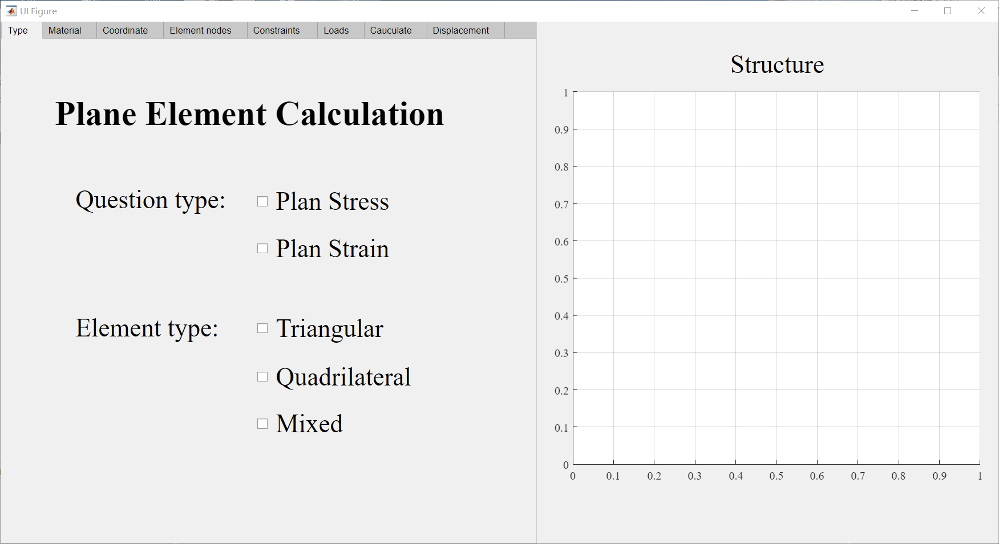 UI Figure
Type Material Coordinate Element nodes Constraints Loads Cauculate Displacement
Plane Element Calculation
Question type: Plan Stress
Plan Strain
Element type: Triangular
Quadrilateral
Mixed
Structure
1
0.9
0.8
0.7
0.6
0.5
0.4
0.3
0.2
0.1
0
0 0.1 0.2 0.3 0.4 0.5 0.6 0.7 0.8 0.9 1